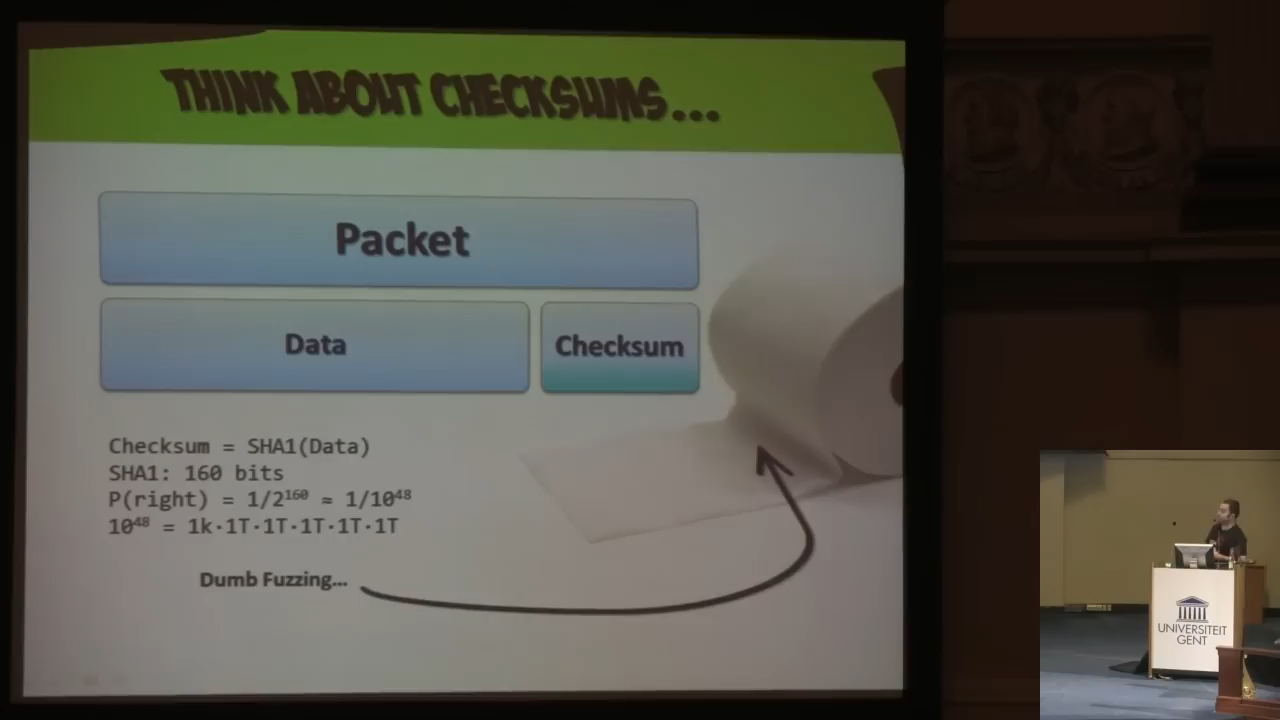 THINK ABOUT CHECKSUMS...
Packet
Data
Checksum
Checksum = SHA1(Data)
SHA1: 160 bits
P(right) = 1/2¹⁶⁰ ≈ 1/10⁴⁸
10⁴⁸ = 1k·1T·1T·1T·1T·1T
Dumb Fuzzing...
UNIVERSITEIT
GENT